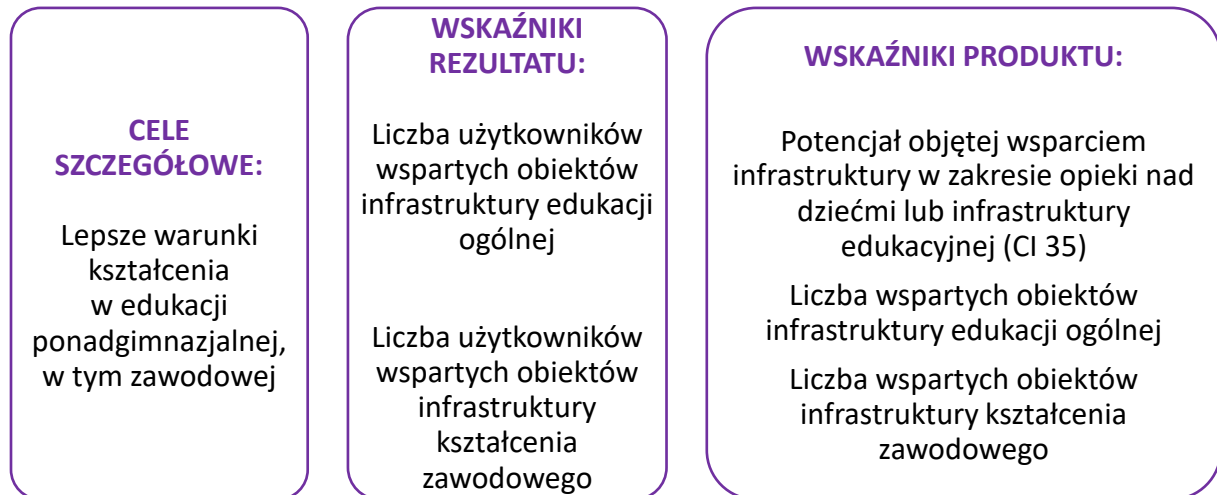 CELE
SZCZEGÓŁOWE:
Lepsze warunki
kształcenia
w edukacji
ponadgimnazjalnej,
w tym zawodowej
WSKAŹNIKI
REZULTATU:
Liczba użytkowników
wspartych obiektów
infrastruktury edukacji
ogólnej
Liczba użytkowników
wspartych obiektów
infrastruktury
kształcenia
zawodowego
WSKAŹNIKI PRODUKTU:
Potencjał objętej wsparciem
infrastruktury w zakresie opieki nad
dziećmi lub infrastruktury
edukacyjnej (CI 35)
Liczba wspartych obiektów
infrastruktury edukacji ogólnej
Liczba wspartych obiektów
infrastruktury kształcenia
zawodowego